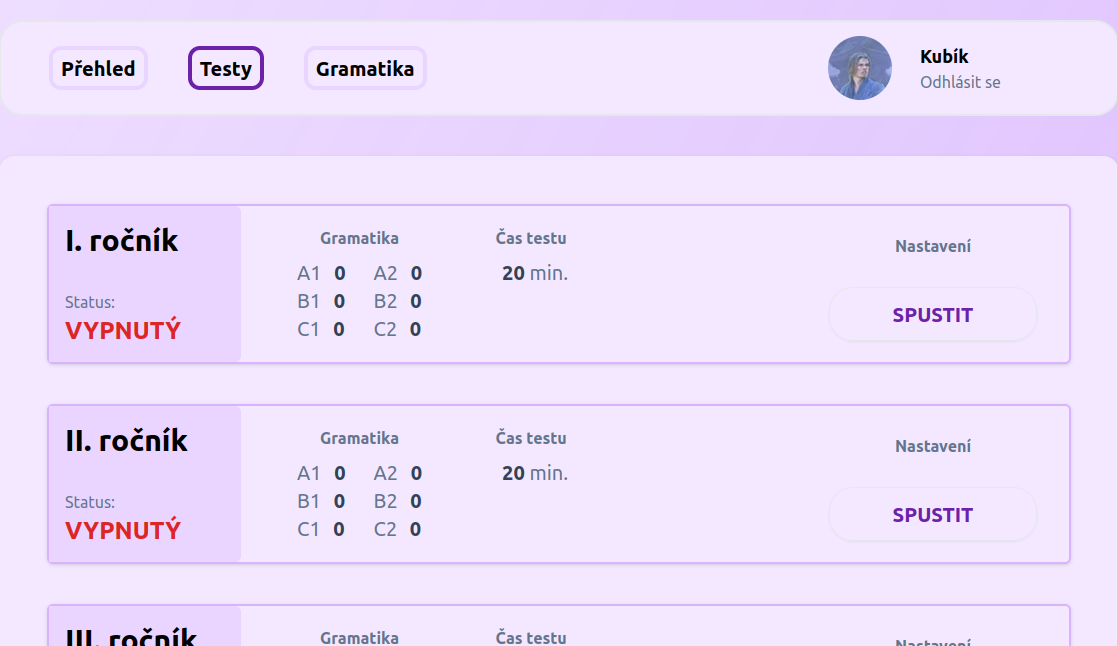 Přehled Testy Gramatika Kubík
Odhlásit se
I. ročník Gramatika Čas testu Nastavení
A1 0 A2 0 20 min.
Status: B1 0 B2 0 SPUSTIT
VYPNUTÝ C1 0 C2 0
II. ročník Gramatika Čas testu Nastavení
A1 0 A2 0 20 min.
Status: B1 0 B2 0 SPUSTIT
VYPNUTÝ C1 0 C2 0
III. ročník Gramatika Čas testu Nastavení